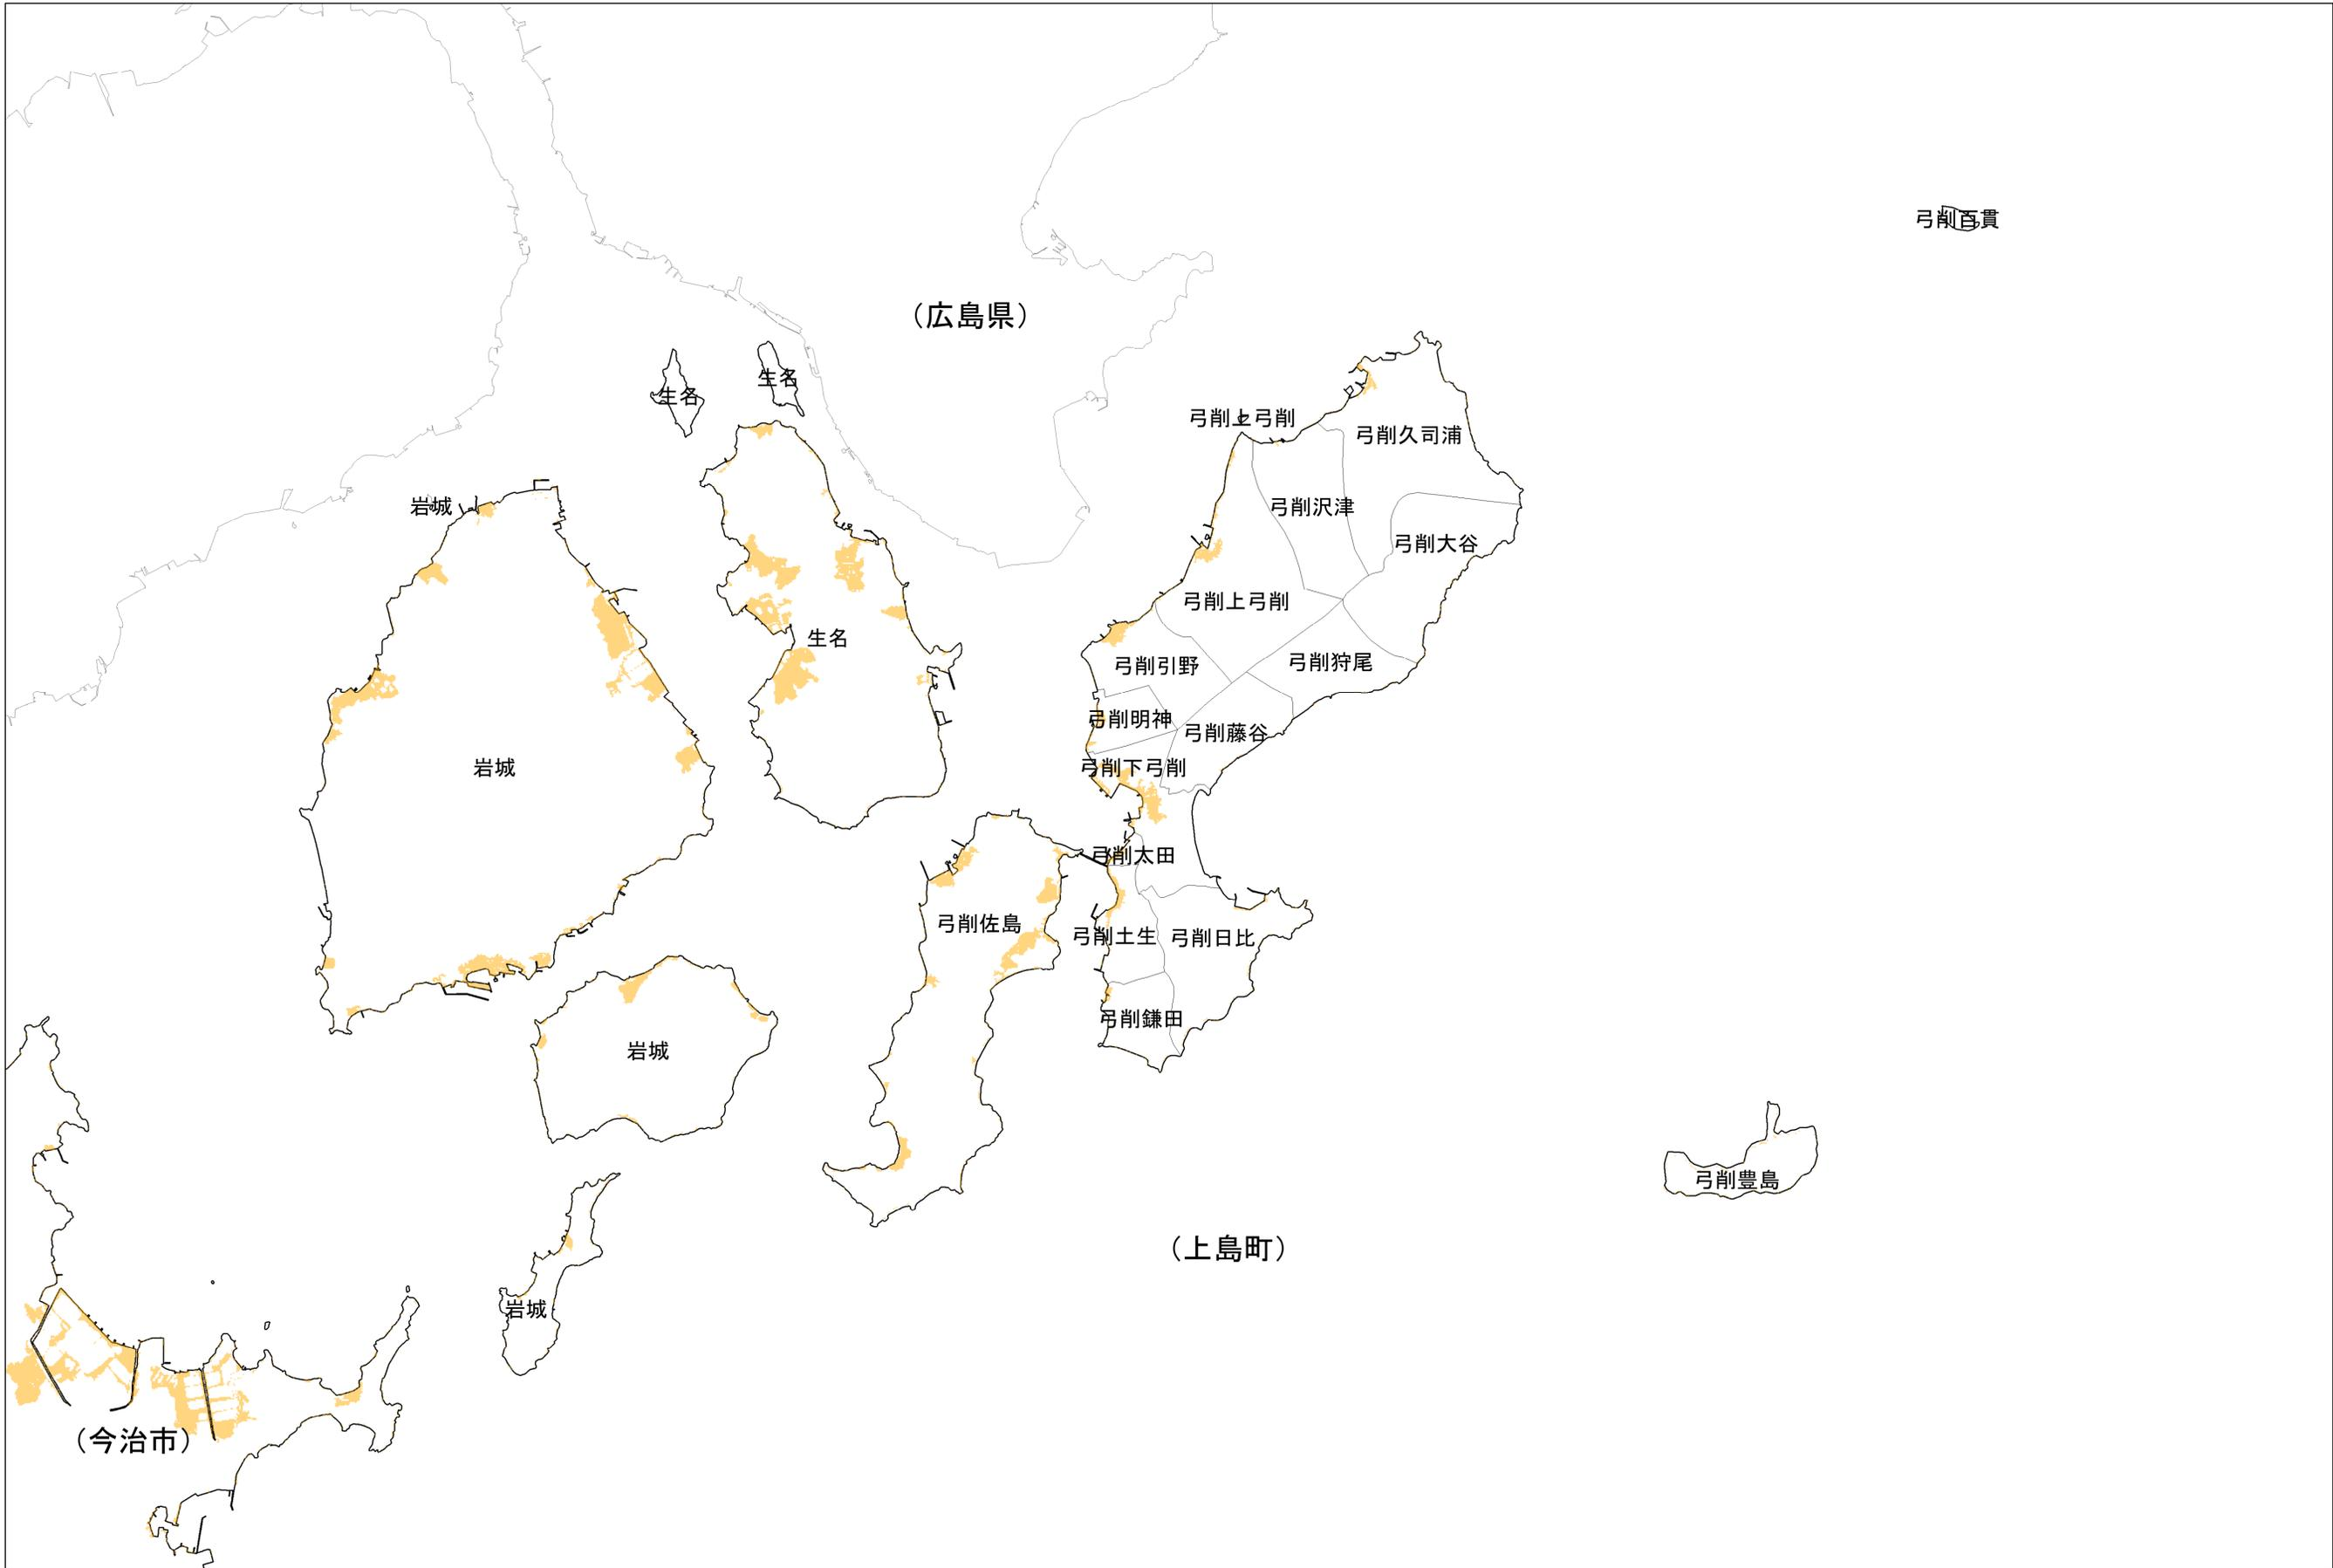 弓削百貫
（広島県）
生名
生名
弓削上弓削
弓削久司浦
岩城
弓削沢津
弓削大谷
弓削上弓削
生名
弓削引野
弓削狩尾
弓削明神
弓削藤谷
岩城
弓削下弓削
弓削太田
弓削佐島
弓削土生
弓削日比
弓削鎌田
岩城
弓削豊島
（上島町）
岩城
（今治市）